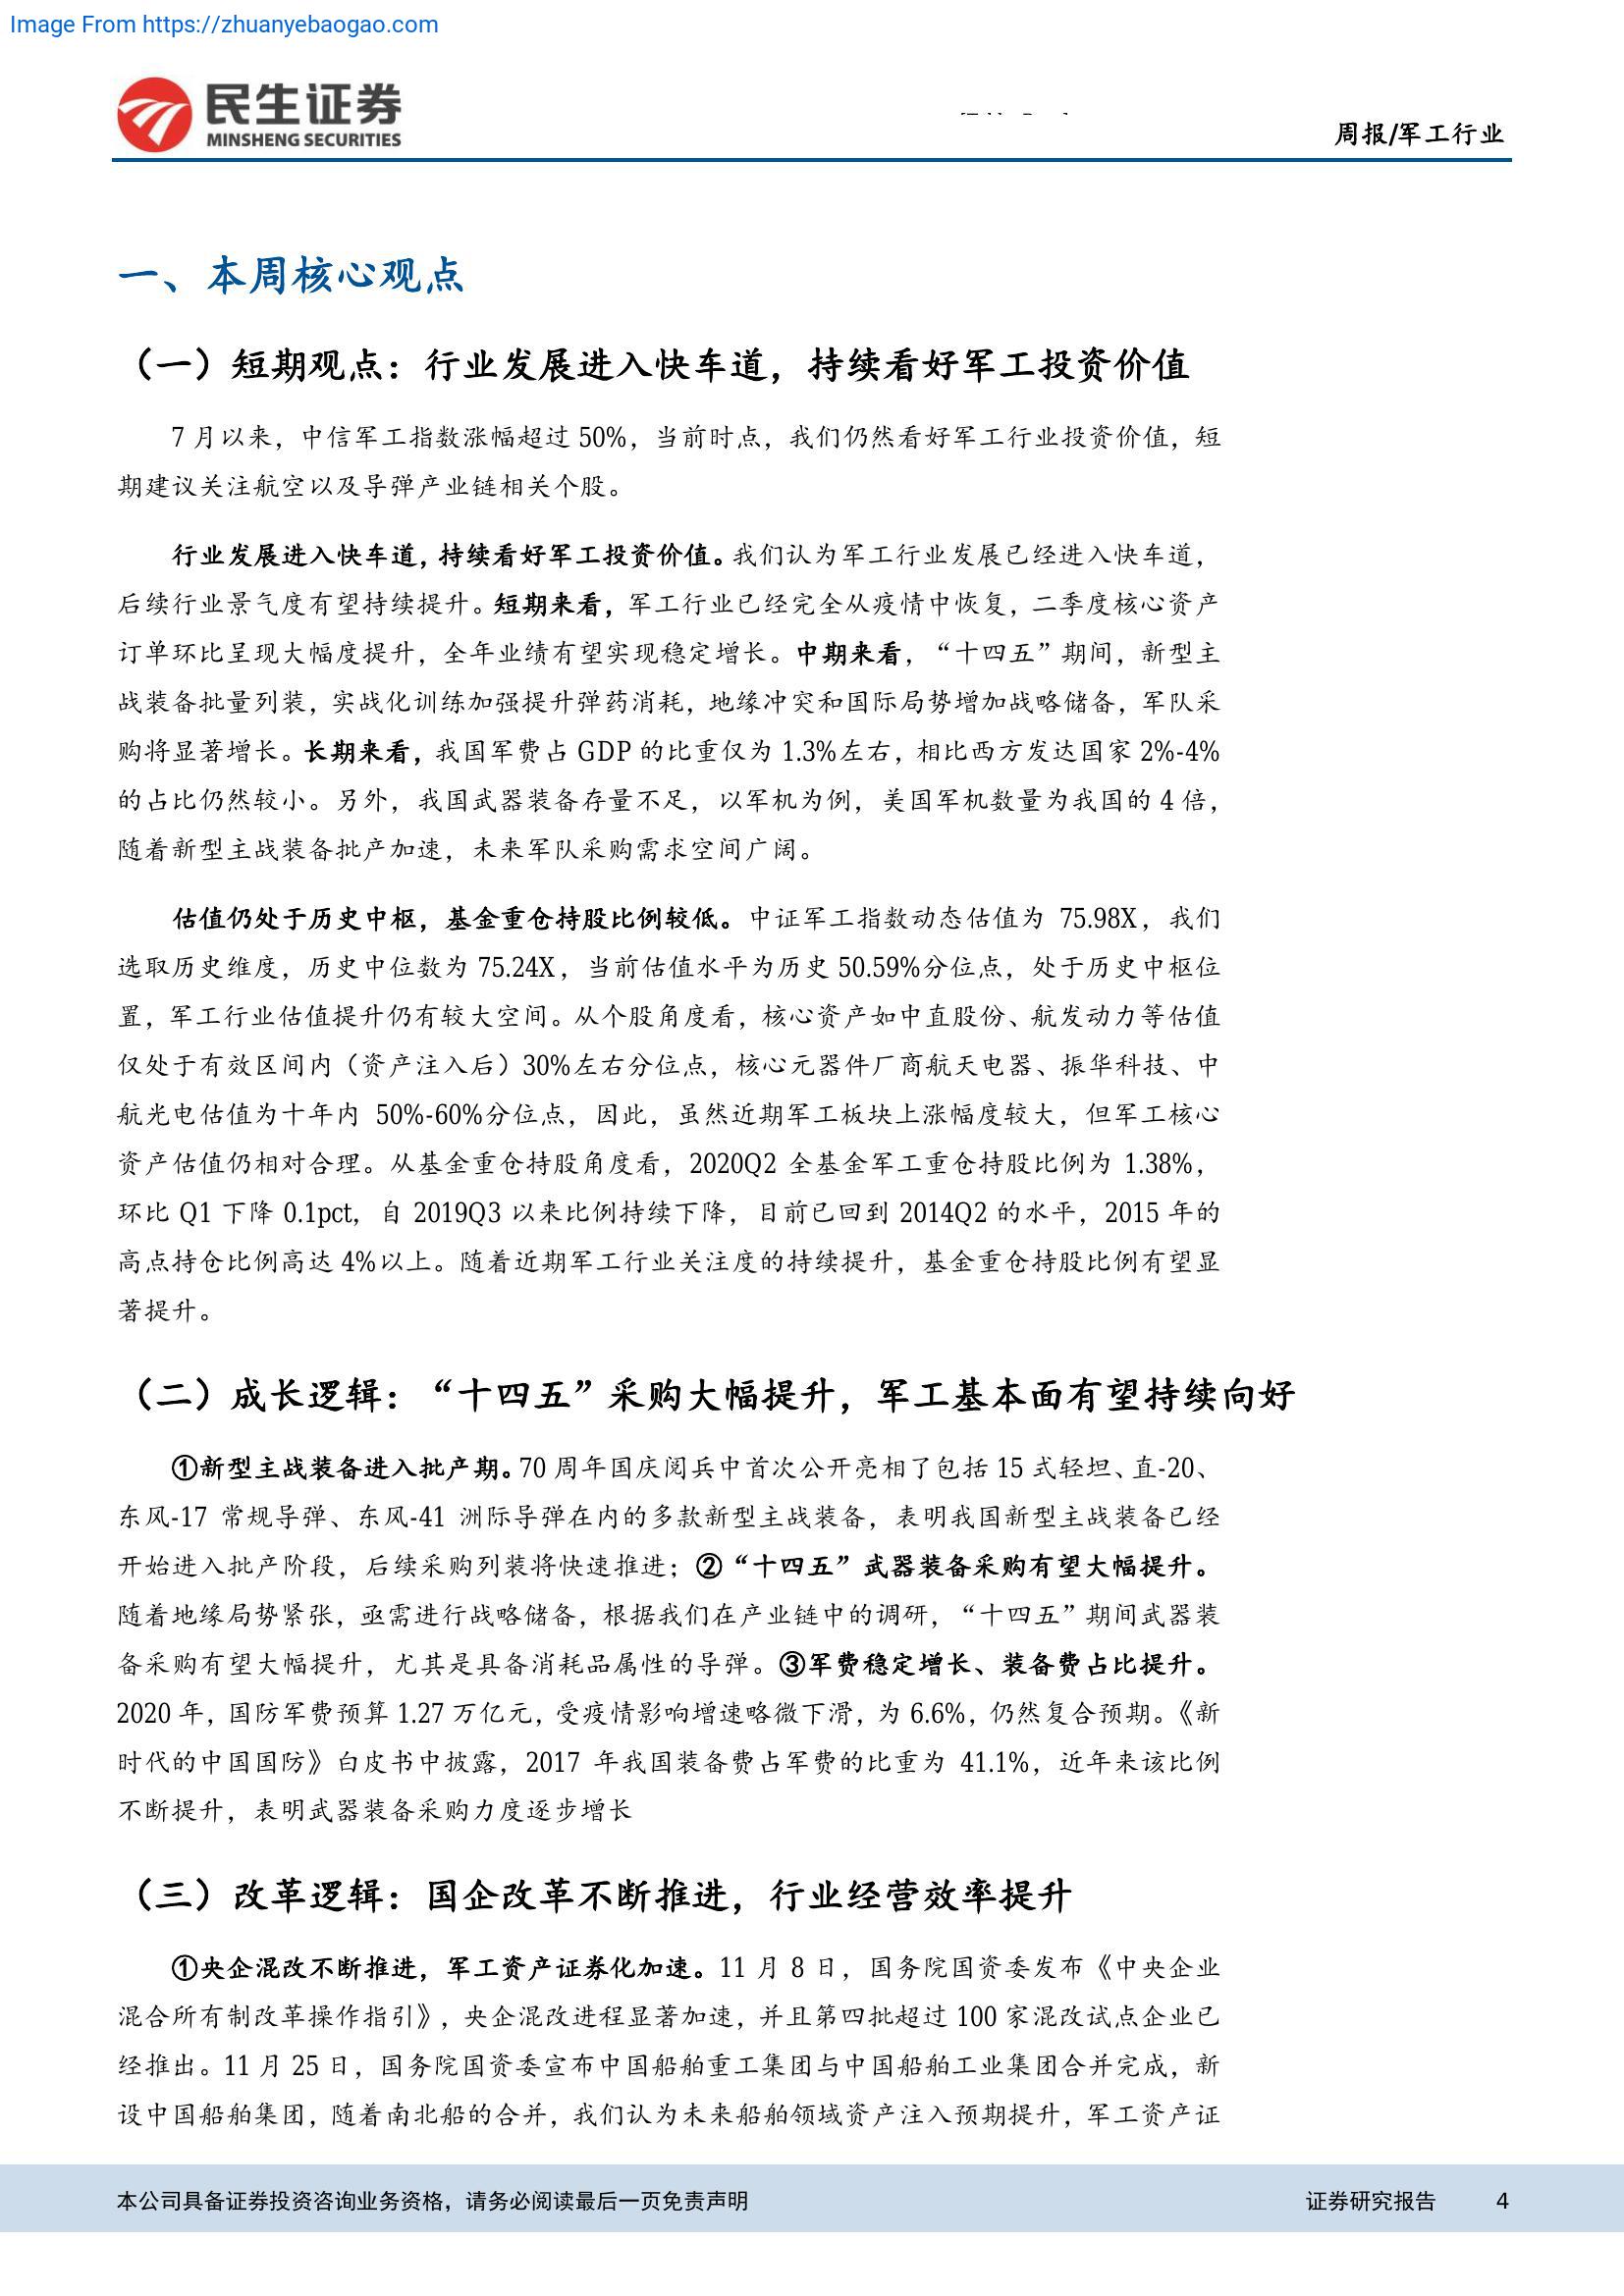 Image From https://zhuanyebaogao.com
民生证券
MINSHENG SECURITIES
周报/军工行业
一、本周核心观点
（一）短期观点：行业发展进入快车道，持续看好军工投资价值
7 月以来，中信军工指数涨幅超过 50%，当前时点，我们仍然看好军工行业投资价值，短
期建议关注航空以及导弹产业链相关个股。
行业发展进入快车道，持续看好军工投资价值。我们认为军工行业发展已经进入快车道，
后续行业景气度有望持续提升。短期来看，军工行业已经完全从疫情中恢复，二季度核心资产
订单环比呈现大幅度提升，全年业绩有望实现稳定增长。中期来看，“十四五”期间，新型主
战装备批量列装，实战化训练加强提升弹药消耗，地缘冲突和国际局势增加战略储备，军队采
购将显著增长。长期来看，我国军费占 GDP 的比重仅为 1.3%左右，相比西方发达国家 2%-4%
的占比仍然较小。另外，我国武器装备存量不足，以军机为例，美国军机数量为我国的 4 倍，
随着新型主战装备批产加速，未来军队采购需求空间广阔。
估值仍处于历史中枢，基金重仓持股比例较低。中证军工指数动态估值为 75.98X，我们
选取历史维度，历史中位数为 75.24X，当前估值水平为历史 50.59%分位点，处于历史中枢位
置，军工行业估值提升仍有较大空间。从个股角度看，核心资产如中直股份、航发动力等估值
仅处于有效区间内（资产注入后）30%左右分位点，核心元器件厂商航天电器、振华科技、中
航光电估值为十年内 50%-60%分位点，因此，虽然近期军工板块上涨幅度较大，但军工核心
资产估值仍相对合理。从基金重仓持股角度看，2020Q2 全基金军工重仓持股比例为 1.38%，
环比 Q1 下降 0.1pct，自 2019Q3 以来比例持续下降，目前已回到 2014Q2 的水平，2015 年的
高点持仓比例高达 4%以上。随着近期军工行业关注度的持续提升，基金重仓持股比例有望显
著提升。
（二）成长逻辑：“十四五”采购大幅提升，军工基本面有望持续向好
①新型主战装备进入批产期。70 周年国庆阅兵中首次公开亮相了包括 15 式轻坦、直-20、
东风-17 常规导弹、东风-41 洲际导弹在内的多款新型主战装备，表明我国新型主战装备已经
开始进入批产阶段，后续采购列装将快速推进；②“十四五”武器装备采购有望大幅提升。
随着地缘局势紧张，亟需进行战略储备，根据我们在产业链中的调研，“十四五”期间武器装
备采购有望大幅提升，尤其是具备消耗品属性的导弹。③军费稳定增长、装备费占比提升。
2020 年，国防军费预算 1.27 万亿元，受疫情影响增速略微下滑，为 6.6%，仍然复合预期。《新
时代的中国国防》白皮书中披露，2017 年我国装备费占军费的比重为 41.1%，近年来该比例
不断提升，表明武器装备采购力度逐步增长
（三）改革逻辑：国企改革不断推进，行业经营效率提升
①央企混改不断推进，军工资产证券化加速。11 月 8 日，国务院国资委发布《中央企业
混合所有制改革操作指引》，央企混改进程显著加速，并且第四批超过 100 家混改试点企业已
经推出。11 月 25 日，国务院国资委宣布中国船舶重工集团与中国船舶工业集团合并完成，新
设中国船舶集团，随着南北船的合并，我们认为未来船舶领域资产注入预期提升，军工资产证
本公司具备证券投资咨询业务资格，请务必阅读最后一页免责声明
证券研究报告 4